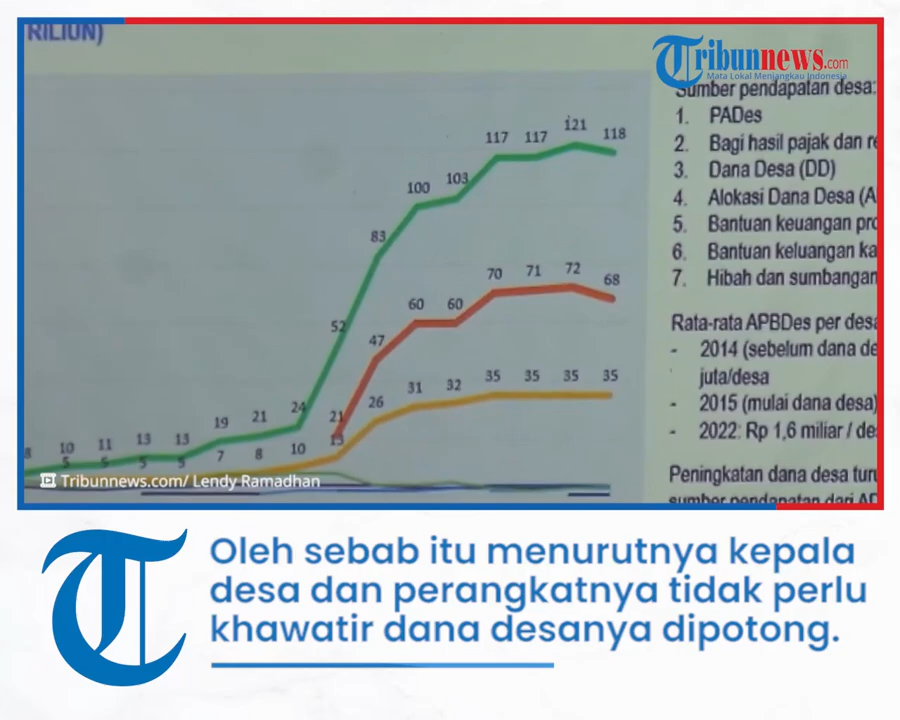 RILIUN)
Tribunnews.com
Mata Lokal Menjangkau Indonesia
Sumber pendapatan desa:
1. PADes
2. Bagi hasil pajak dan re
3. Dana Desa (DD)
4. Alokasi Dana Desa (A
5. Bantuan keuangan pro
6. Bantuan keluangan ka
7. Hibah dan sumbangan
Rata-rata APBDes per desa
- 2014 (sebelum dana de
juta/desa
- 2015 (mulai dana desa)
- 2022: Rp 1,6 miliar / de
Peningkatan dana desa turu
sumber pendapatan dari AP
117 117 121 118
100 103
83
70 71 72 68
60 60
52
47
35 35 35 35
31 32
26
24
21
19 21
13
10 11 13 13
8
5 5 5 5 7 8 10
Tribunnews.com/ Lendy Ramadhan
T
Oleh sebab itu menurutnya kepala
desa dan perangkatnya tidak perlu
khawatir dana desanya dipotong.